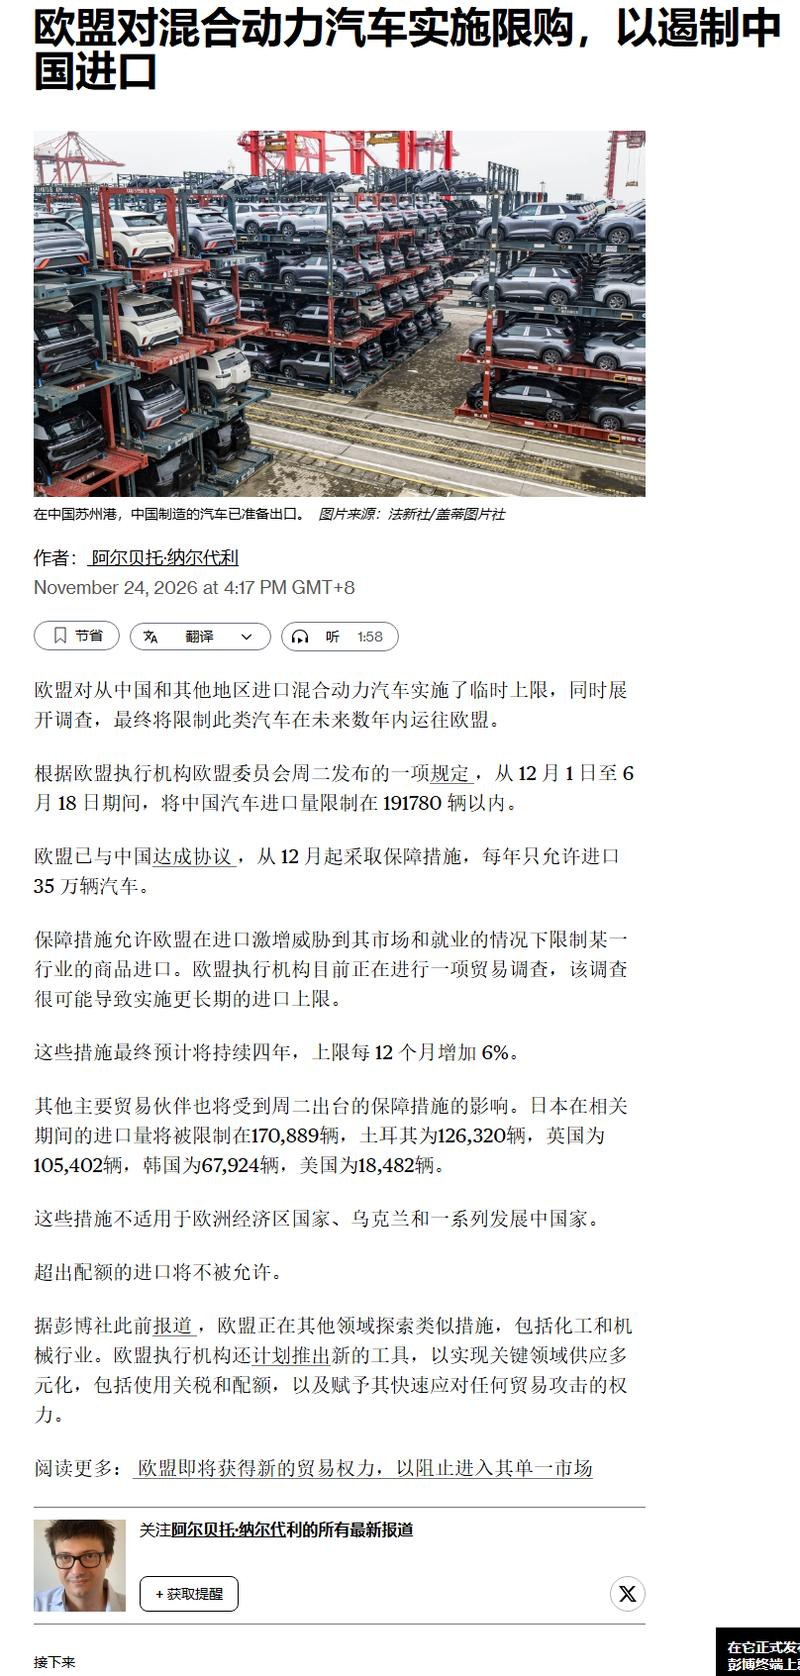 欧盟对混合动力汽车实施限购，以遏制中
国进口
在中国苏州港，中国制造的汽车已准备出口。 图片来源：法新社/盖蒂图片社
作者： 阿尔贝托·纳尔代利
November 24, 2026 at 4:17 PM GMT+8
节省 翻译 听 1:58
欧盟对从中国和其他地区进口混合动力汽车实施了临时上限，同时展
开调查，最终将限制此类汽车在未来数年内运往欧盟。
根据欧盟执行机构欧盟委员会周二发布的一项规定 ，从 12 月 1 日至 6
月 18 日期间，将中国汽车进口量限制在 191780 辆以内。
欧盟已与中国达成协议 ，从 12 月起采取保障措施，每年只允许进口
35 万辆汽车。
保障措施允许欧盟在进口激增威胁到其市场和就业的情况下限制某一
行业的商品进口。欧盟执行机构目前正在进行一项贸易调查，该调查
很可能导致实施更长期的进口上限。
这些措施最终预计将持续四年，上限每 12 个月增加 6%。
其他主要贸易伙伴也将受到周二出台的保障措施的影响。日本在相关
期间的进口量将被限制在170,889辆，土耳其为126,320辆，英国为
105,402辆，韩国为67,924辆，美国为18,482辆。
这些措施不适用于欧洲经济区国家、乌克兰和一系列发展中国家。
超出配额的进口将不被允许。
据彭博社此前报道 ，欧盟正在其他领域探索类似措施，包括化工和机
械行业。欧盟执行机构还计划推出新的工具，以实现关键领域供应多
元化，包括使用关税和配额，以及赋予其快速应对任何贸易攻击的权
力。
阅读更多： 欧盟即将获得新的贸易权力，以阻止进入其单一市场
关注阿尔贝托·纳尔代利的所有最新报道
+ 获取提醒
X
接下来
在它正式发
彭博终端上